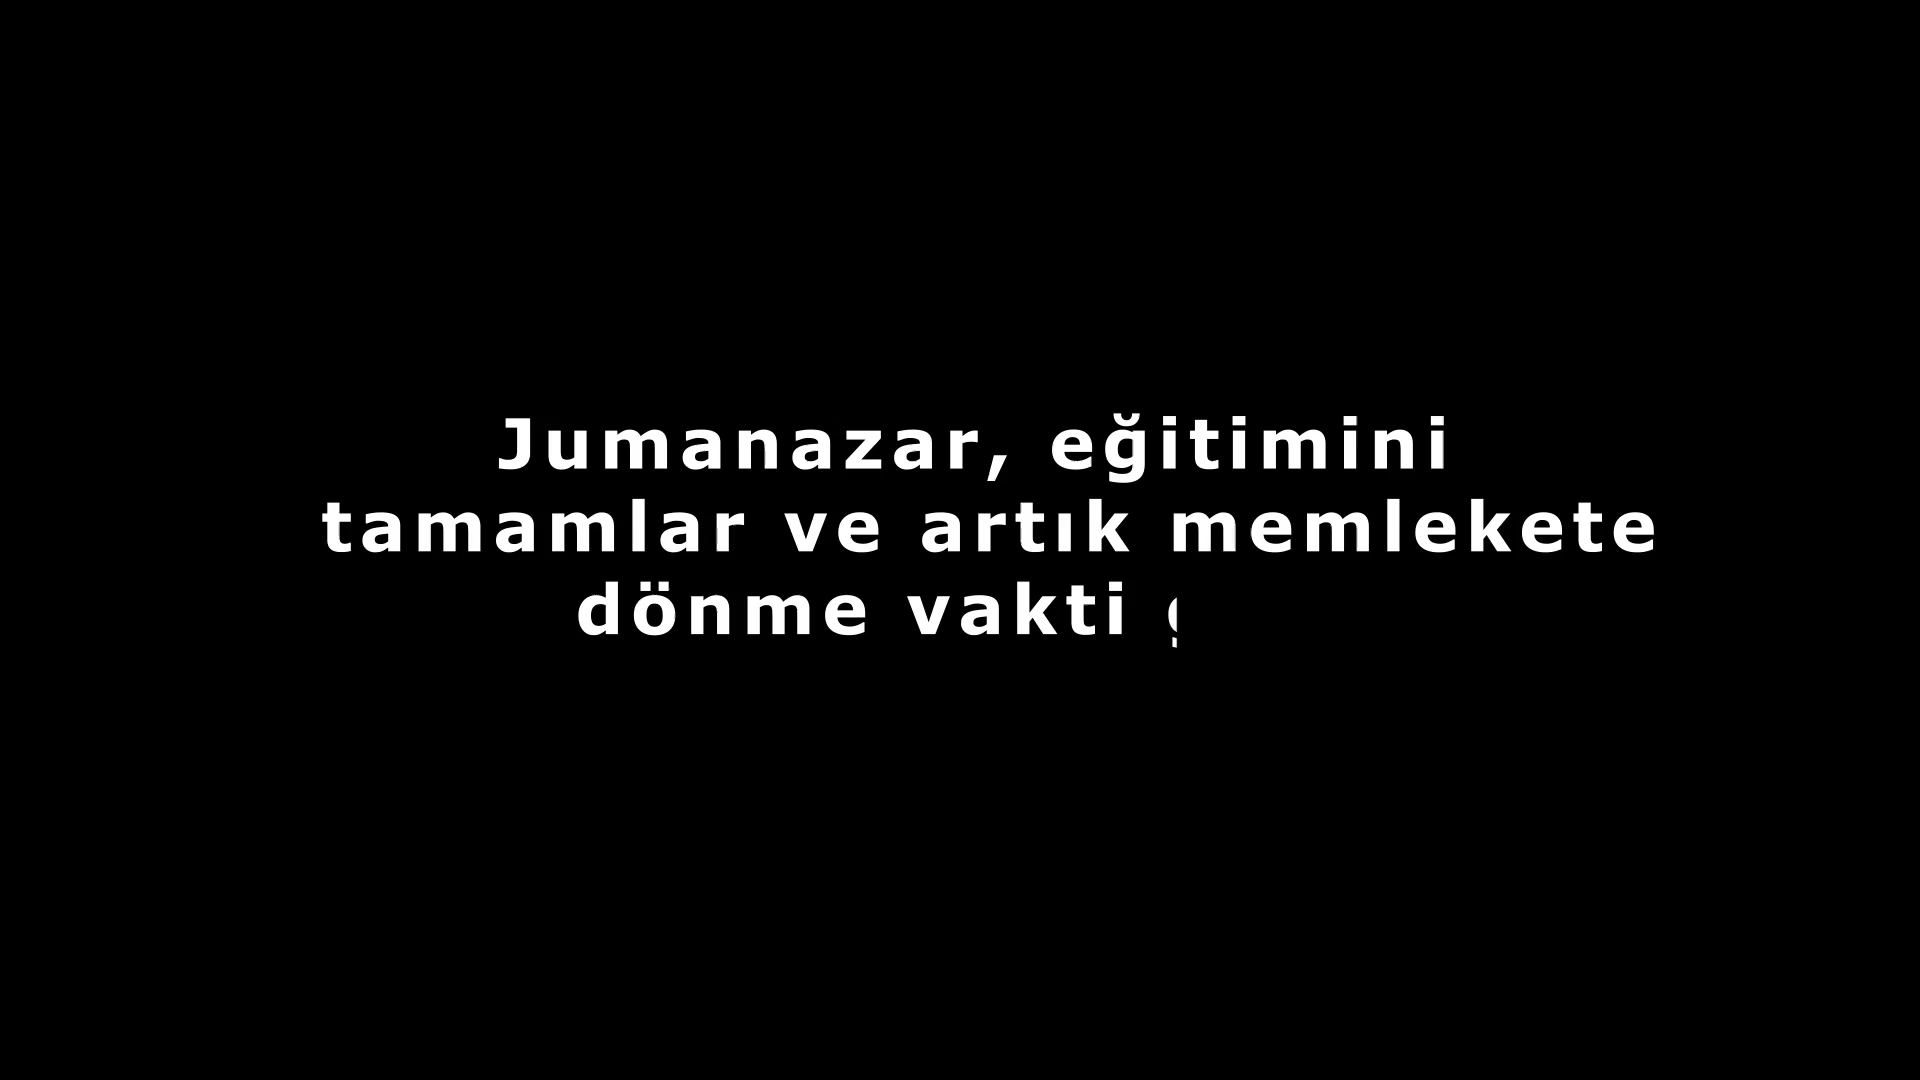 Jumanazar, eğitimini
tamamlar ve artık memlekete
dönme vakti